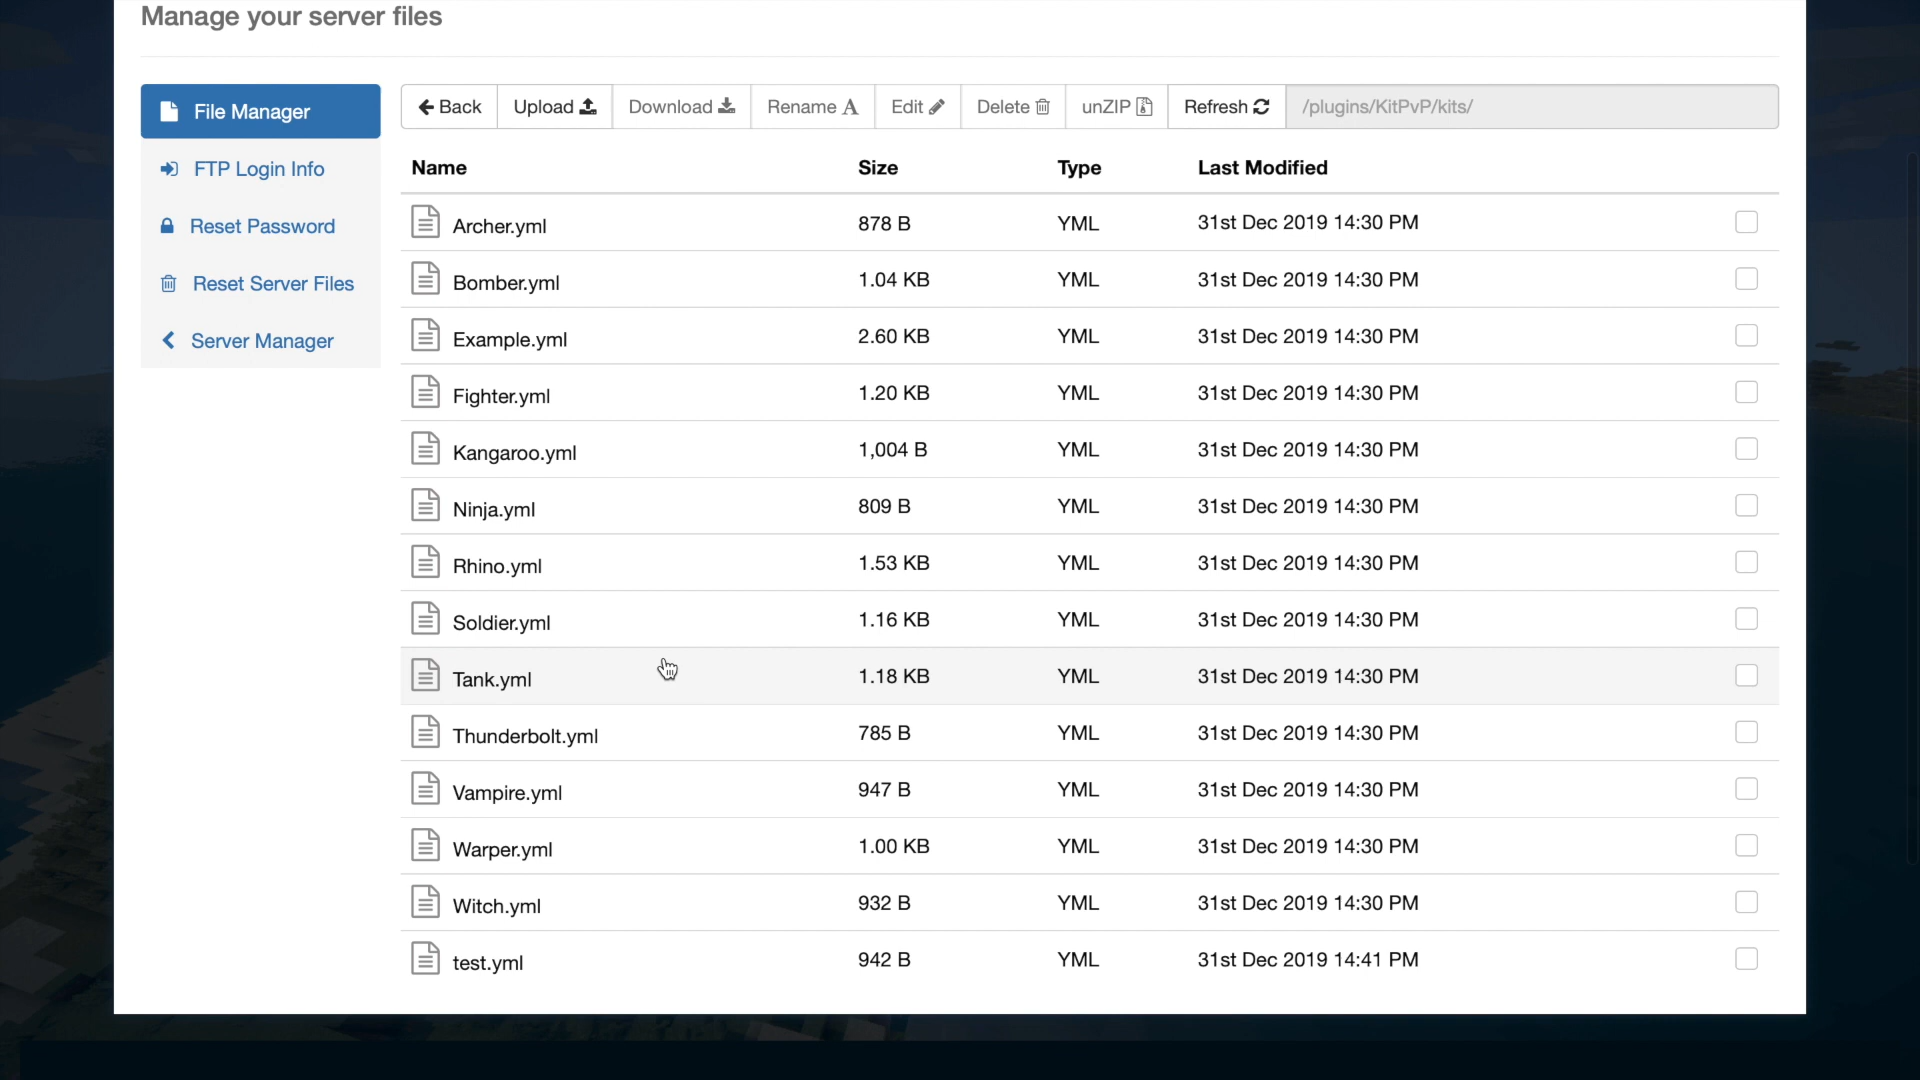 Manage your server files
File Manager
FTP Login Info
Reset Password
Reset Server Files
Server Manager
Back Upload Download Rename Edit Delete unZIP Refresh /plugins/KitPvP/kits/
Name Size Type Last Modified
Archer.yml 878 B YML 31st Dec 2019 14:30 PM
Bomber.yml 1.04 KB YML 31st Dec 2019 14:30 PM
Example.yml 2.60 KB YML 31st Dec 2019 14:30 PM
Fighter.yml 1.20 KB YML 31st Dec 2019 14:30 PM
Kangaroo.yml 1,004 B YML 31st Dec 2019 14:30 PM
Ninja.yml 809 B YML 31st Dec 2019 14:30 PM
Rhino.yml 1.53 KB YML 31st Dec 2019 14:30 PM
Soldier.yml 1.16 KB YML 31st Dec 2019 14:30 PM
Tank.yml 1.18 KB YML 31st Dec 2019 14:30 PM
Thunderbolt.yml 785 B YML 31st Dec 2019 14:30 PM
Vampire.yml 947 B YML 31st Dec 2019 14:30 PM
Warper.yml 1.00 KB YML 31st Dec 2019 14:30 PM
Witch.yml 932 B YML 31st Dec 2019 14:30 PM
test.yml 942 B YML 31st Dec 2019 14:41 PM